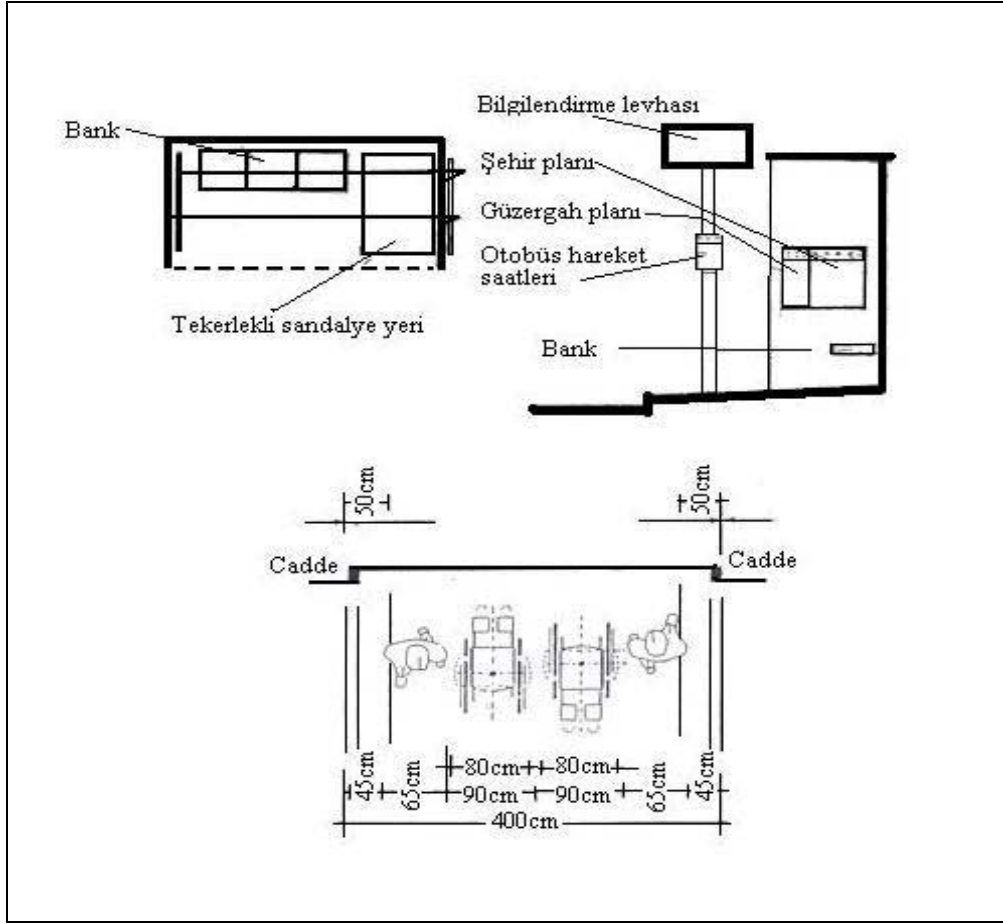 Bank
Tekerlekli sandalye yeri
Bilgilendirme levhası
Şehir planı
Güzergah planı
Otobüs hareket
saatleri
Bank
50cm
50cm
Cadde
Cadde
80cm
80cm
45cm
65cm
90cm
90cm
65cm
45cm
400cm